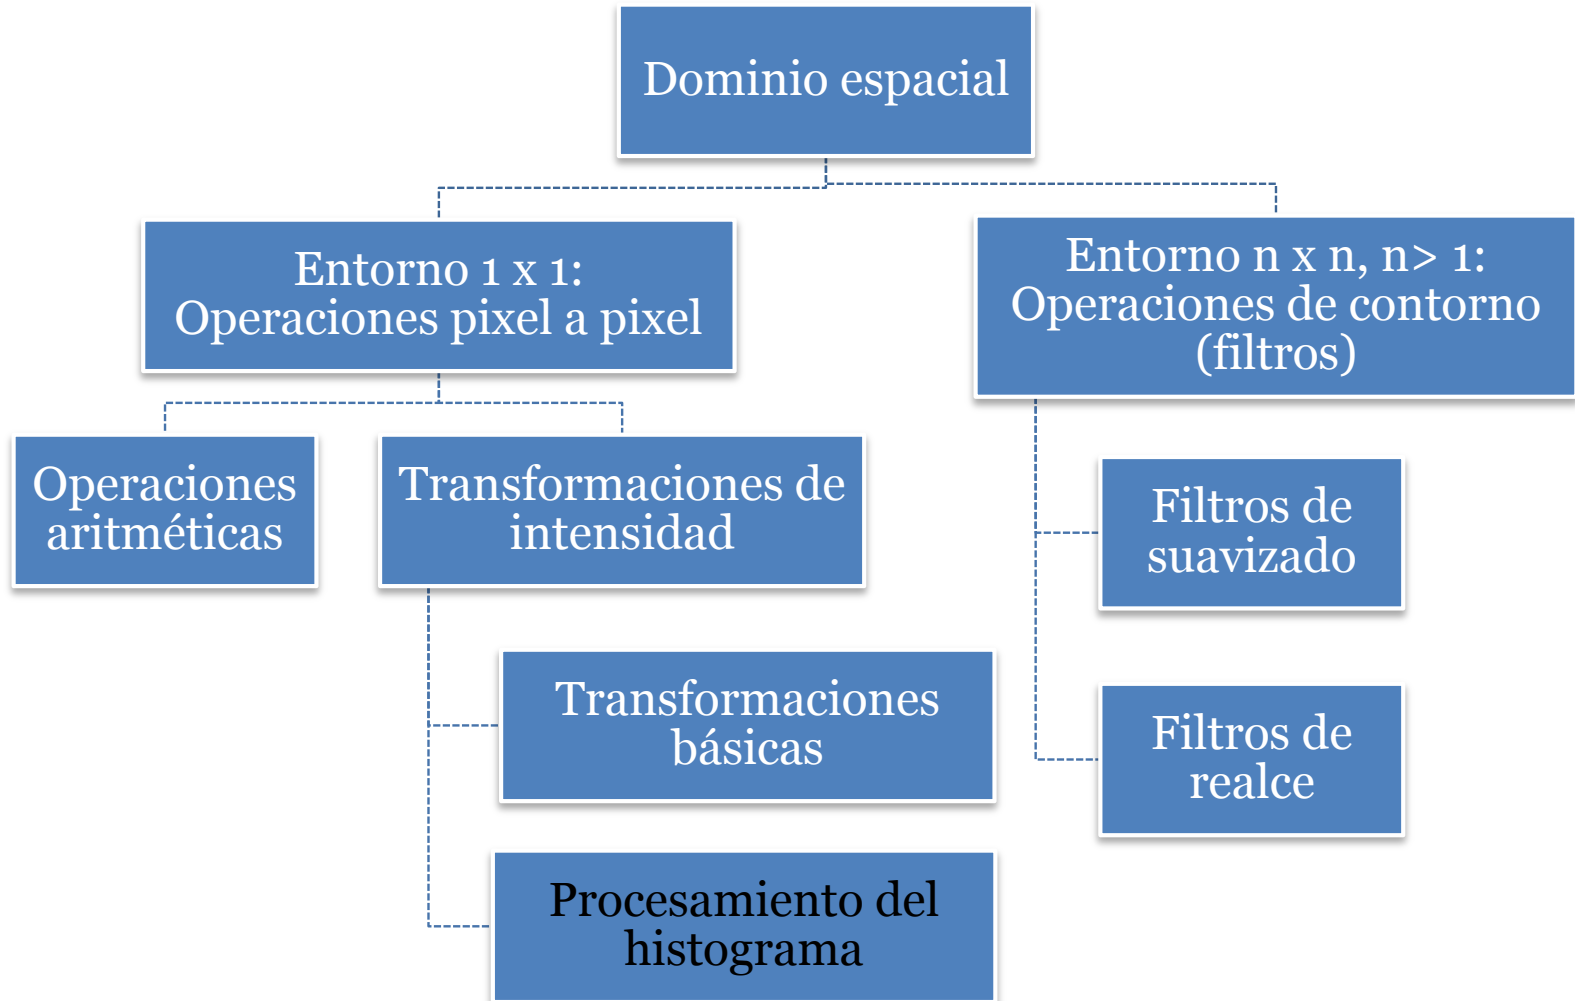 Dominio espacial
Entorno 1 x 1:
Operaciones pixel a pixel
Entorno n x n, n> 1:
Operaciones de contorno
(filtros)
Operaciones
aritméticas
Transformaciones de
intensidad
Filtros de
suavizado
Transformaciones
básicas
Filtros de
realce
Procesamiento del
histograma